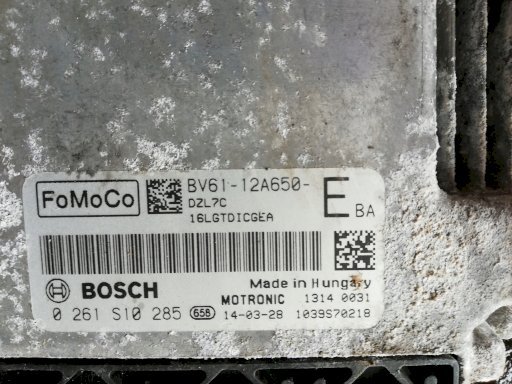 FoMoCo BV61-12A650- E BA
DZL7C
16LGTDICGEA
BOSCH Made in Hungary
MOTRONIC 1314 0031
0 261 S10 285 658 14-03-28 1039S70218